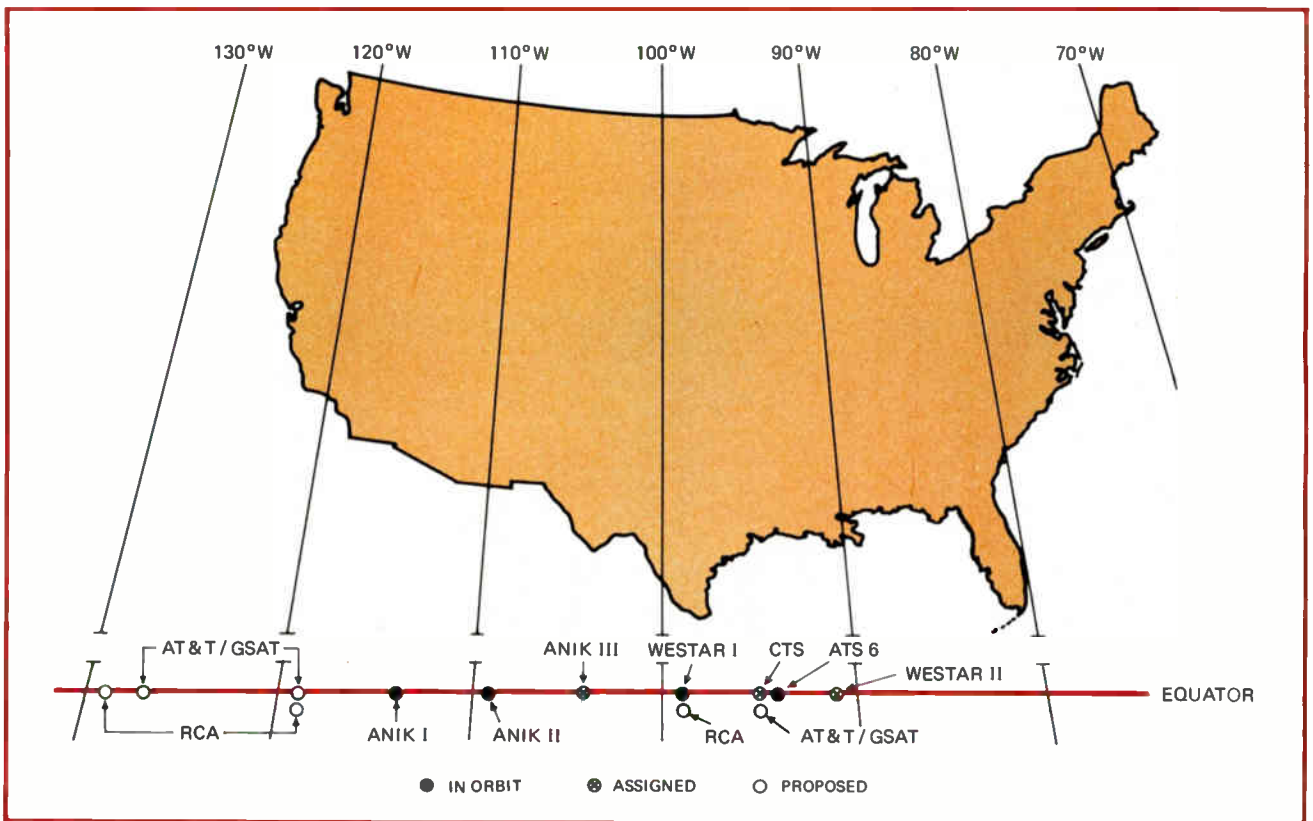 130°W 120°W 110°W 100°W 90°W 80°W 70°W
AT&T/GSAT
ANIK III
WESTAR I
CTS
ATS 6
WESTAR II
EQUATOR
RCA
ANIK I
ANIK II
RCA
AT&T/GSAT
IN ORBIT
ASSIGNED
PROPOSED